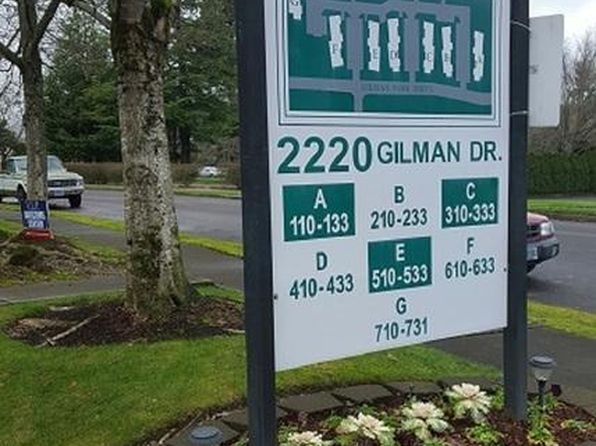 G
F E D C B A
2220 GILMAN DR.
A B C
110-133 210-233 310-333
D E F
410-433 510-533 610-633
G
710-731